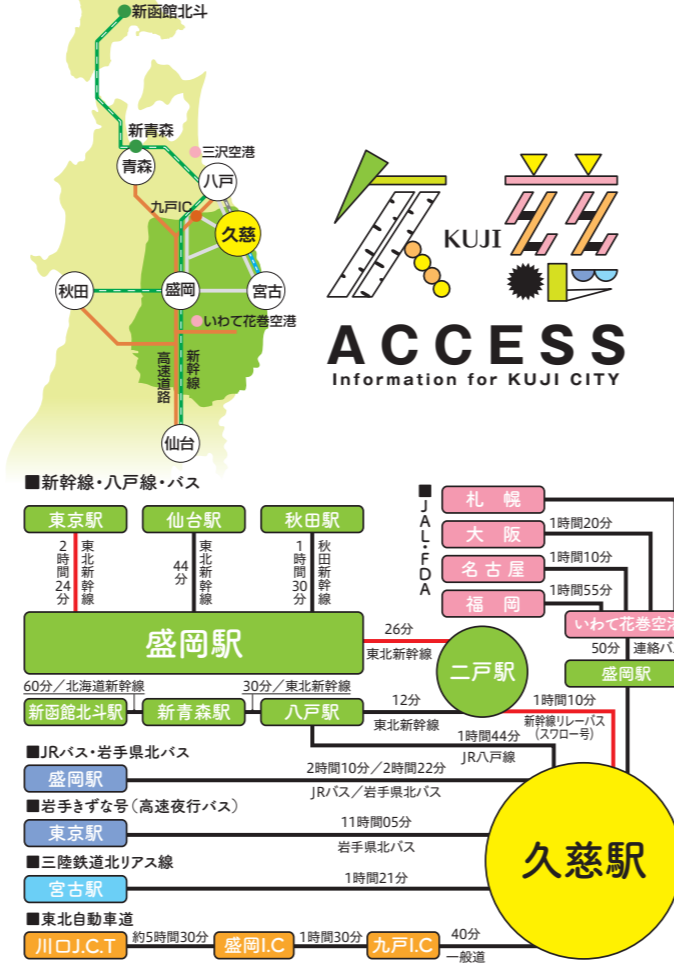 新函館北斗
新青森
青森
三沢空港
八戸
九戸IC
久慈
秋田
盛岡
宮古
いわて花巻空港
高速道路
新幹線
仙台
久慈
KUJI
ACCESS
Information for KUJI CITY
■新幹線・八戸線・バス
東京駅
仙台駅
秋田駅
2時間24分
東北新幹線
44分
東北新幹線
1時間30分
秋田新幹線
盛岡駅
26分
東北新幹線
二戸駅
60分／北海道新幹線
30分／東北新幹線
新函館北斗駅
新青森駅
八戸駅
12分
東北新幹線
1時間44分
JR八戸線
1時間10分
新幹線リレーバス
（スワロー号）
■JAL・FDA
札幌
大阪
1時間20分
名古屋
1時間10分
福岡
1時間55分
いわて花巻空港
50分
連絡バ
盛岡駅
■JRバス・岩手県北バス
盛岡駅
2時間10分／2時間22分
JRバス／岩手県北バス
■岩手きずな号（高速夜行バス）
東京駅
11時間05分
岩手県北バス
■三陸鉄道北リアス線
宮古駅
1時間21分
久慈駅
■東北自動車道
川口J.C.T
約5時間30分
盛岡I.C
1時間30分
九戸I.C
40分
一般道